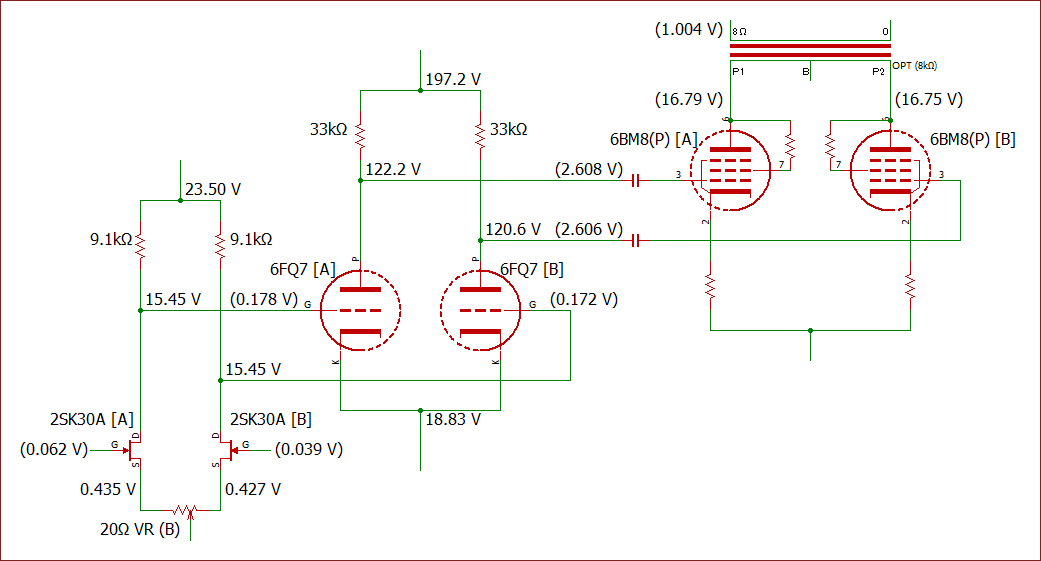 (1.004 V) 8Ω 0
OPT (8kΩ)
P1 B P2
197.2 V
(16.79 V) (16.75 V)
6 6
33kΩ 33kΩ
6BM8(P) [A] 6BM8(P) [B]
122.2 V (2.608 V) 3 7 7 3
23.50 V
2 2
9.1kΩ 9.1kΩ
120.6 V (2.606 V)
P P
6FQ7 [A] 6FQ7 [B]
15.45 V (0.178 V) G G (0.172 V)
K K
15.45 V
2SK30A [A] 2SK30A [B] 18.83 V
D D
(0.062 V) G G (0.039 V)
S S
0.435 V 0.427 V
20Ω VR (B)